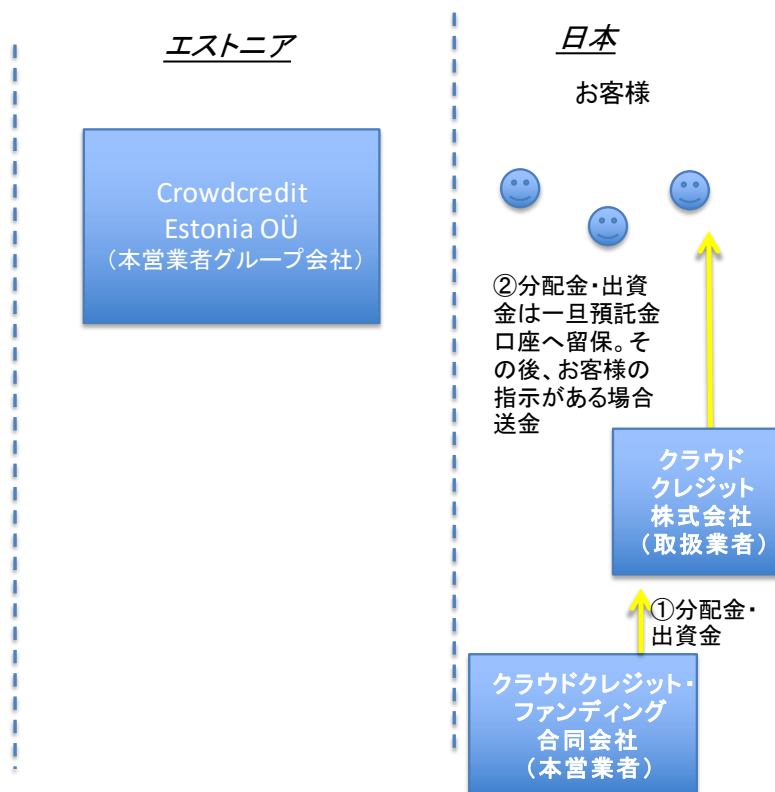 エストニア
日本
お客様
Crowdcredit
Estonia OÜ
（本営業者グループ会社）
②分配金・出資
金は一旦預託金
口座へ留保。そ
の後、お客様の
指示がある場合
送金
クラウド
クレジット
株式会社
（取扱業者）
①分配金・
出資金
クラウドクレジット・
ファンディング
合同会社
（本営業者）